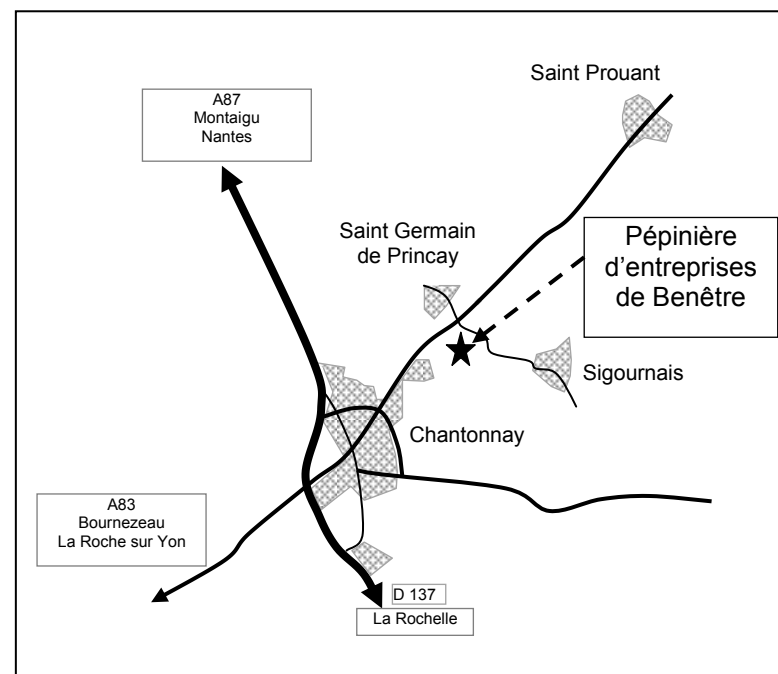 Saint Prouant
A87
Montaigu
Nantes
Saint Germain
de Princay
Pépinière
d’entreprises
de Benêtre
Sigournais
Chantonnay
A83
Bournezeau
La Roche sur Yon
D 137
La Rochelle